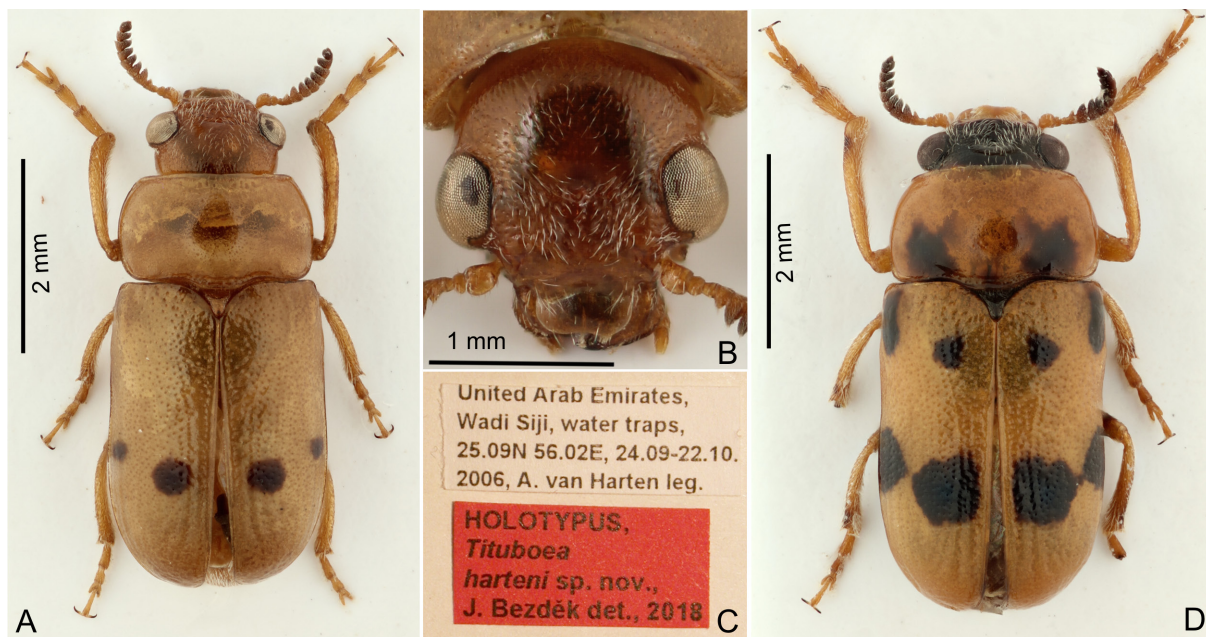 2 mm
A
1 mm
B
United Arab Emirates,
Wadi Siji, water traps,
25.09N 56.02E, 24.09-22.10.
2006, A. van Harten leg.
HOLOTYPUS,
Tituboea
harteni sp. nov.,
J. Bezděk det., 2018
C
2 mm
D